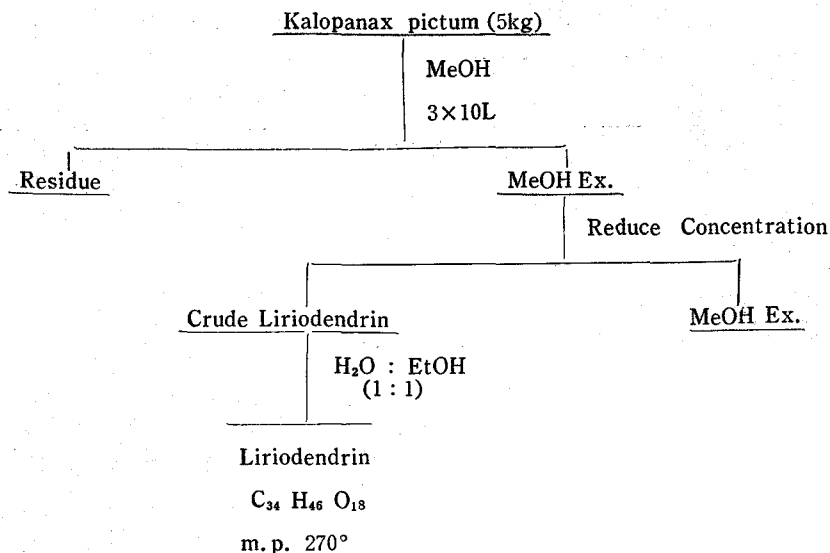 Kalopanax pictum (5kg)
MeOH
3×10L
Residue
MeOH Ex.
Reduce Concentration
Crude Liriodendrin
MeOH Ex.
H₂O : EtOH
(1 : 1)
Liriodendrin
C₃₄ H₄₆ O₁₈
m. p. 270°